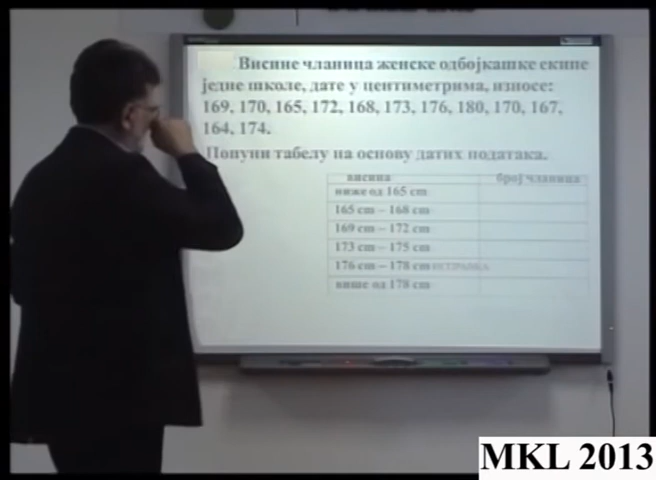 Висине чланица женске одбојкашке екипе
једне школе, дате у центиметрима, износе:
169, 170, 165, 172, 168, 173, 176, 180, 170, 167,
164, 174.
Попуни табелу на основу датих података.
висина број чланица
ниже од 165 cm
165 cm – 168 cm
169 cm – 172 cm
173 cm – 175 cm
176 cm – 178 cm
више од 178 cm
MKL 2013